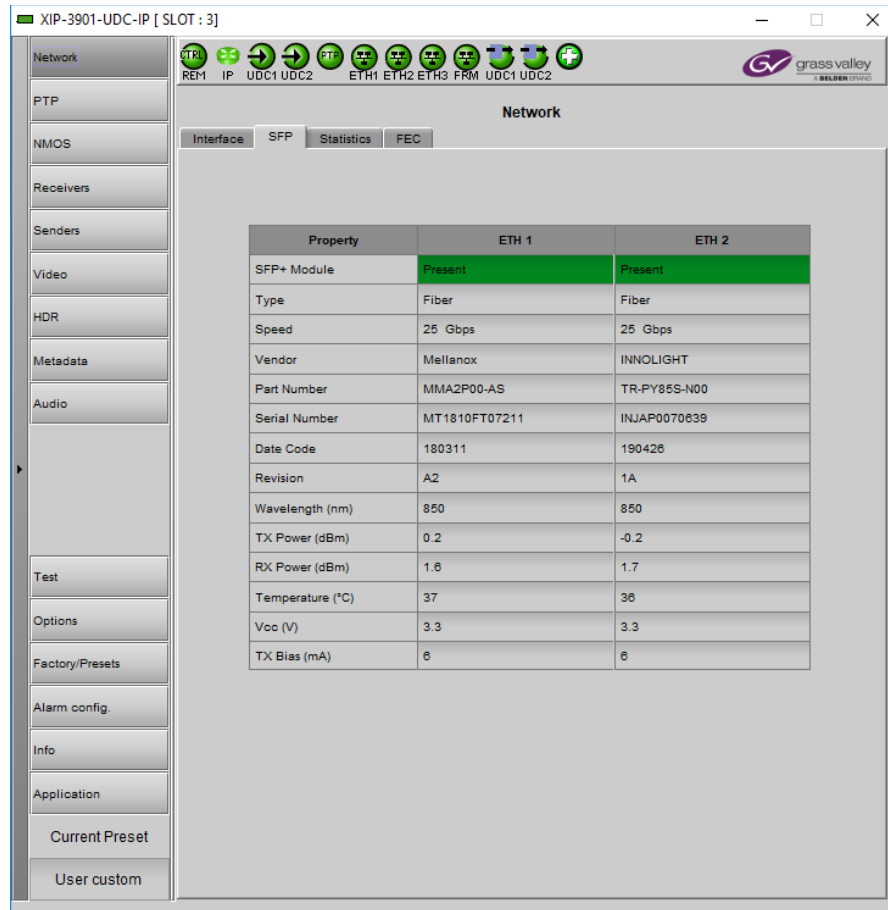 XIP-3901-UDC-IP [ SLOT : 3]
Network
PTP
NMOS
Receivers
Senders
Video
HDR
Metadata
Audio
Test
Options
Factory/Presets
Alarm config.
Info
Application
Current Preset
User custom
CTRL PTP
REM IP UDC1 UDC2 ETH1 ETH2 ETH3 FRM UDC1 UDC2
GV grass valley
A BELDEN BRAND
Network
Interface SFP Statistics FEC
Property ETH 1 ETH 2
SFP+ Module Present Present
Type Fiber Fiber
Speed 25 Gbps 25 Gbps
Vendor Mellanox INNOLIGHT
Part Number MMA2P00-AS TR-PY85S-N00
Serial Number MT1810FT07211 INJAP0070639
Date Code 180311 190426
Revision A2 1A
Wavelength (nm) 850 850
TX Power (dBm) 0.2 -0.2
RX Power (dBm) 1.6 1.7
Temperature (°C) 37 36
Vcc (V) 3.3 3.3
TX Bias (mA) 6 6